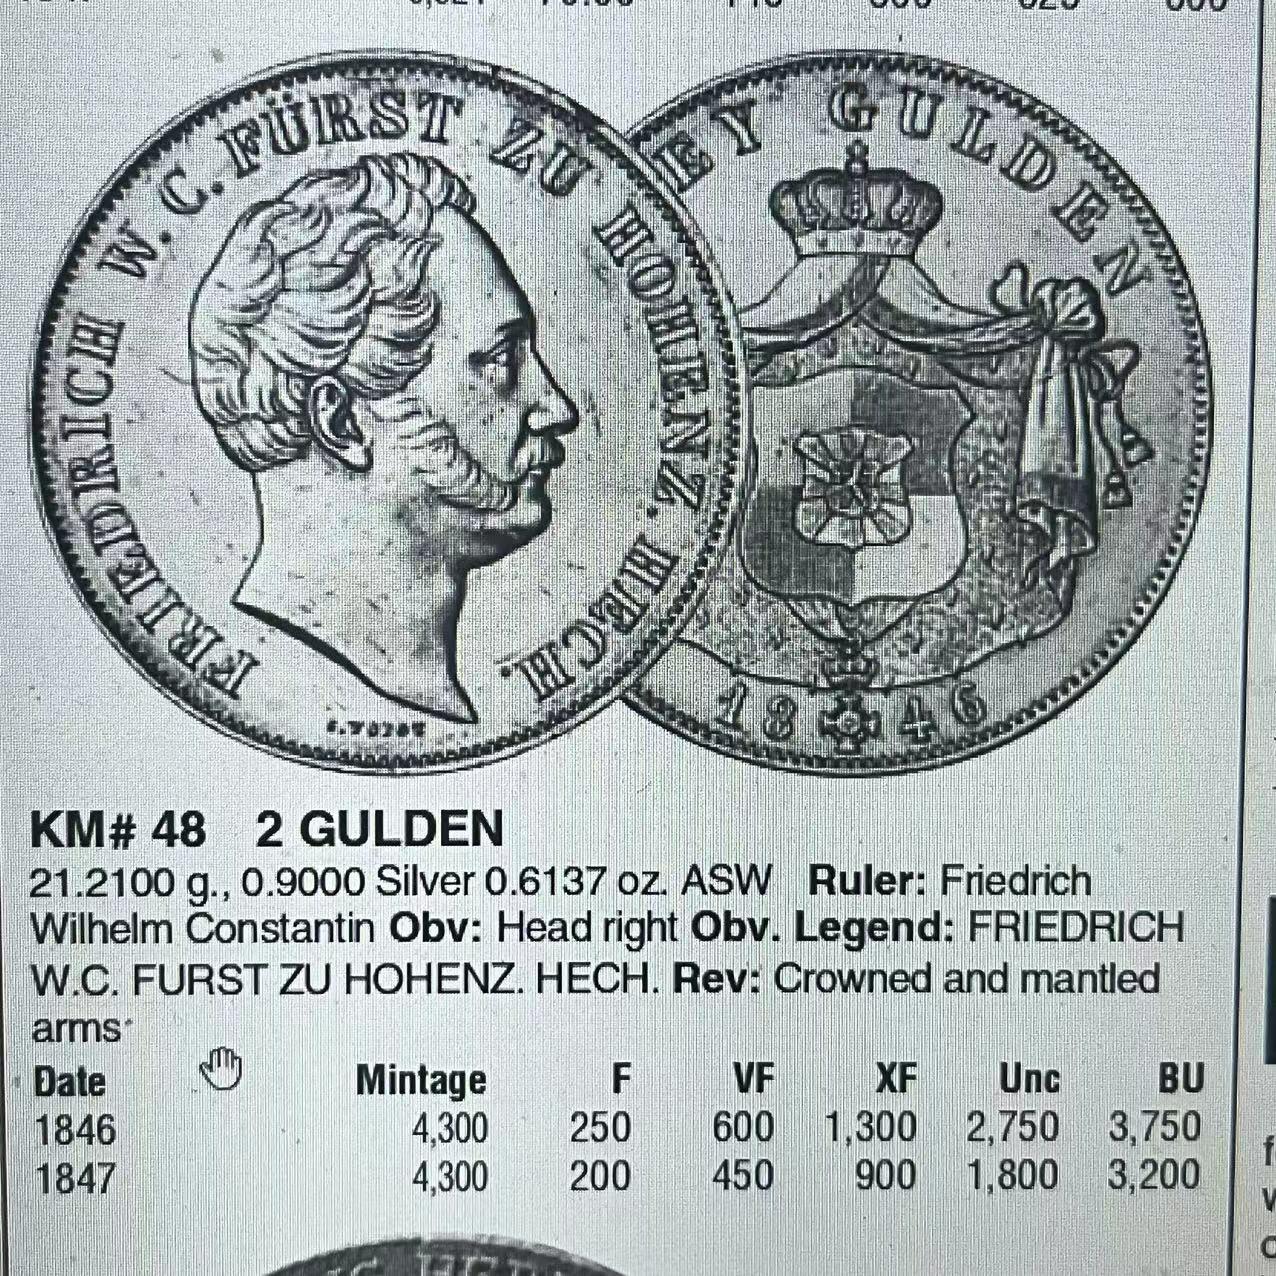 FRIEDRICH W.C. FÜRST ZU HOHENZ. HECH.
EY GULDEN
1846
KM# 48 2 GULDEN
21.2100 g., 0.9000 Silver 0.6137 oz. ASW Ruler: Friedrich
Wilhelm Constantin Obv: Head right Obv. Legend: FRIEDRICH
W.C. FURST ZU HOHENZ. HECH. Rev: Crowned and mantled
arms
Date Mintage F VF XF Unc BU
1846 4,300 250 600 1,300 2,750 3,750
1847 4,300 200 450 900 1,800 3,200